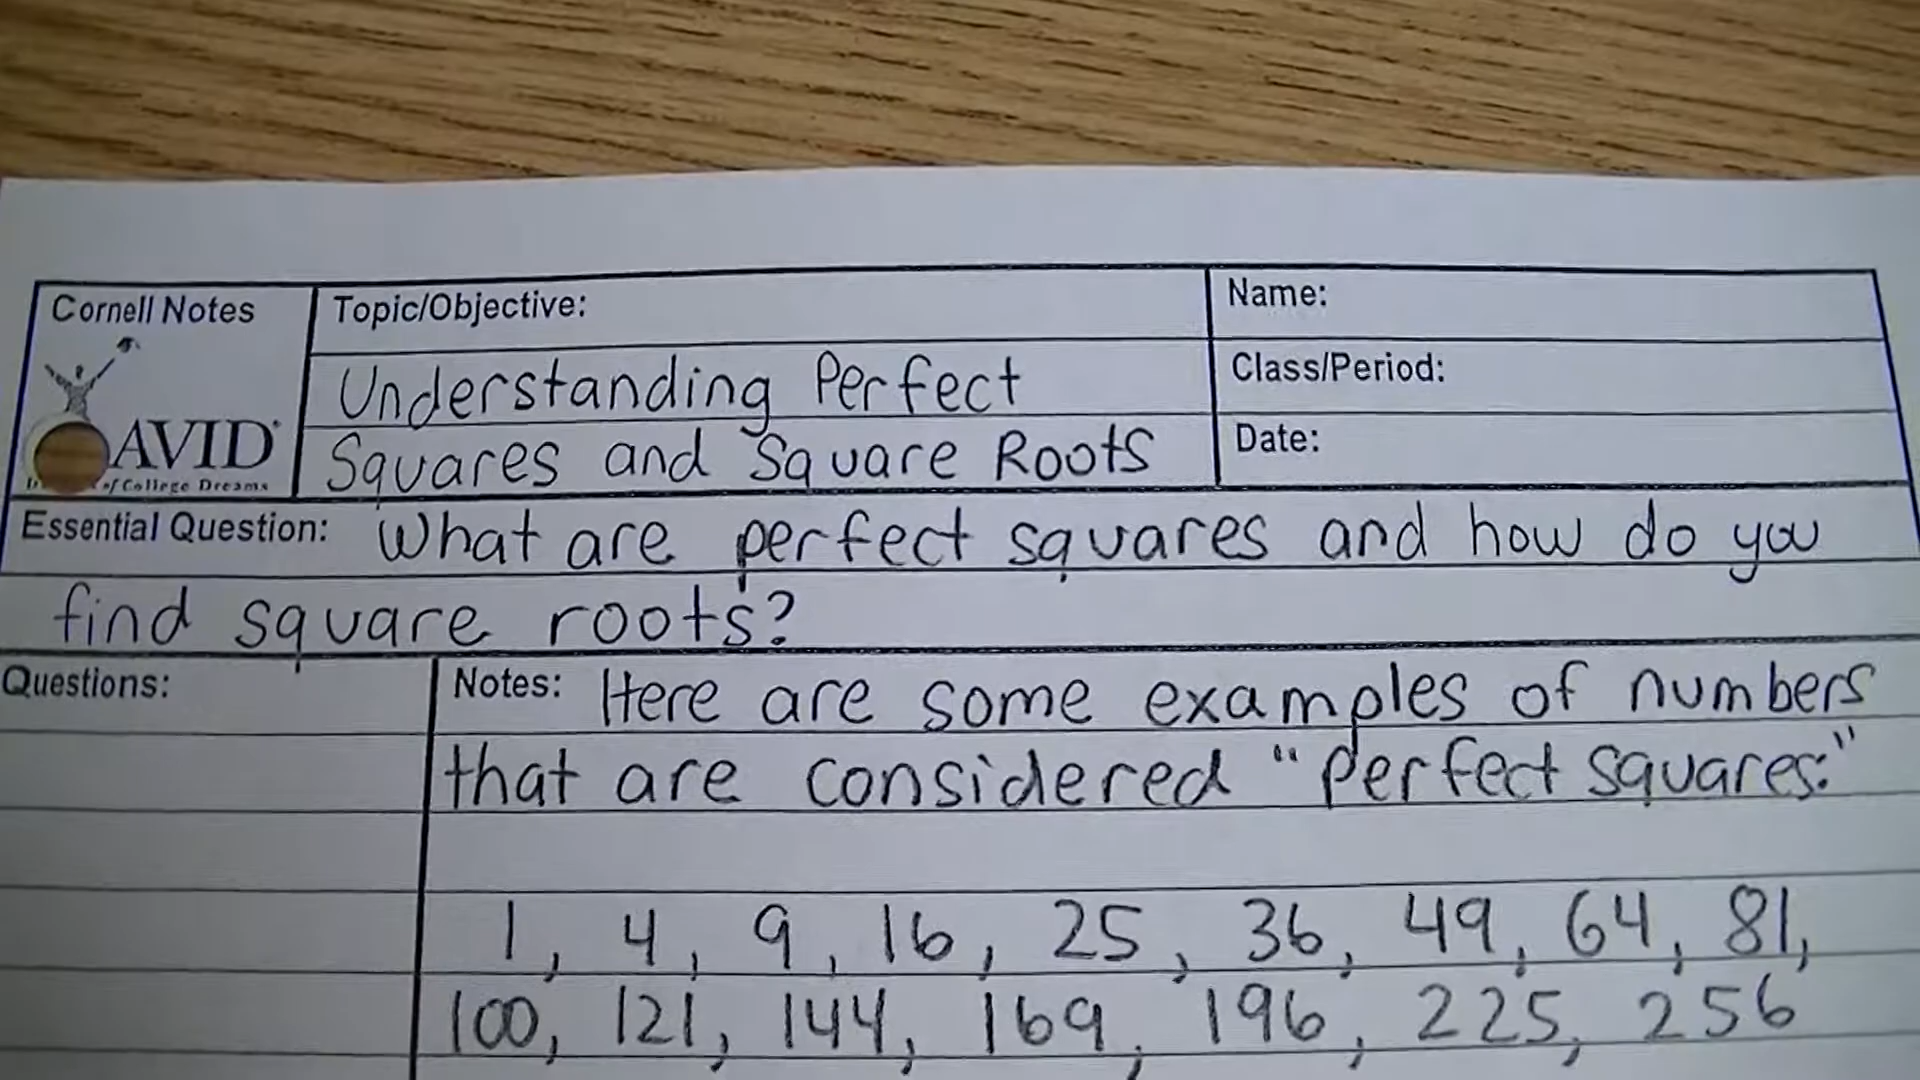 Cornell Notes
Topic/Objective:
Name:
Understanding Perfect
Class/Period:
Squares and Square Roots
Date:
AVID
of College Dreams
Essential Question: What are perfect squares and how do you
find square roots?
Questions:
Notes: Here are some examples of numbers
that are considered "perfect squares:"
1, 4, 9, 16, 25, 36, 49, 64, 81,
100, 121, 144, 169, 196, 225, 256